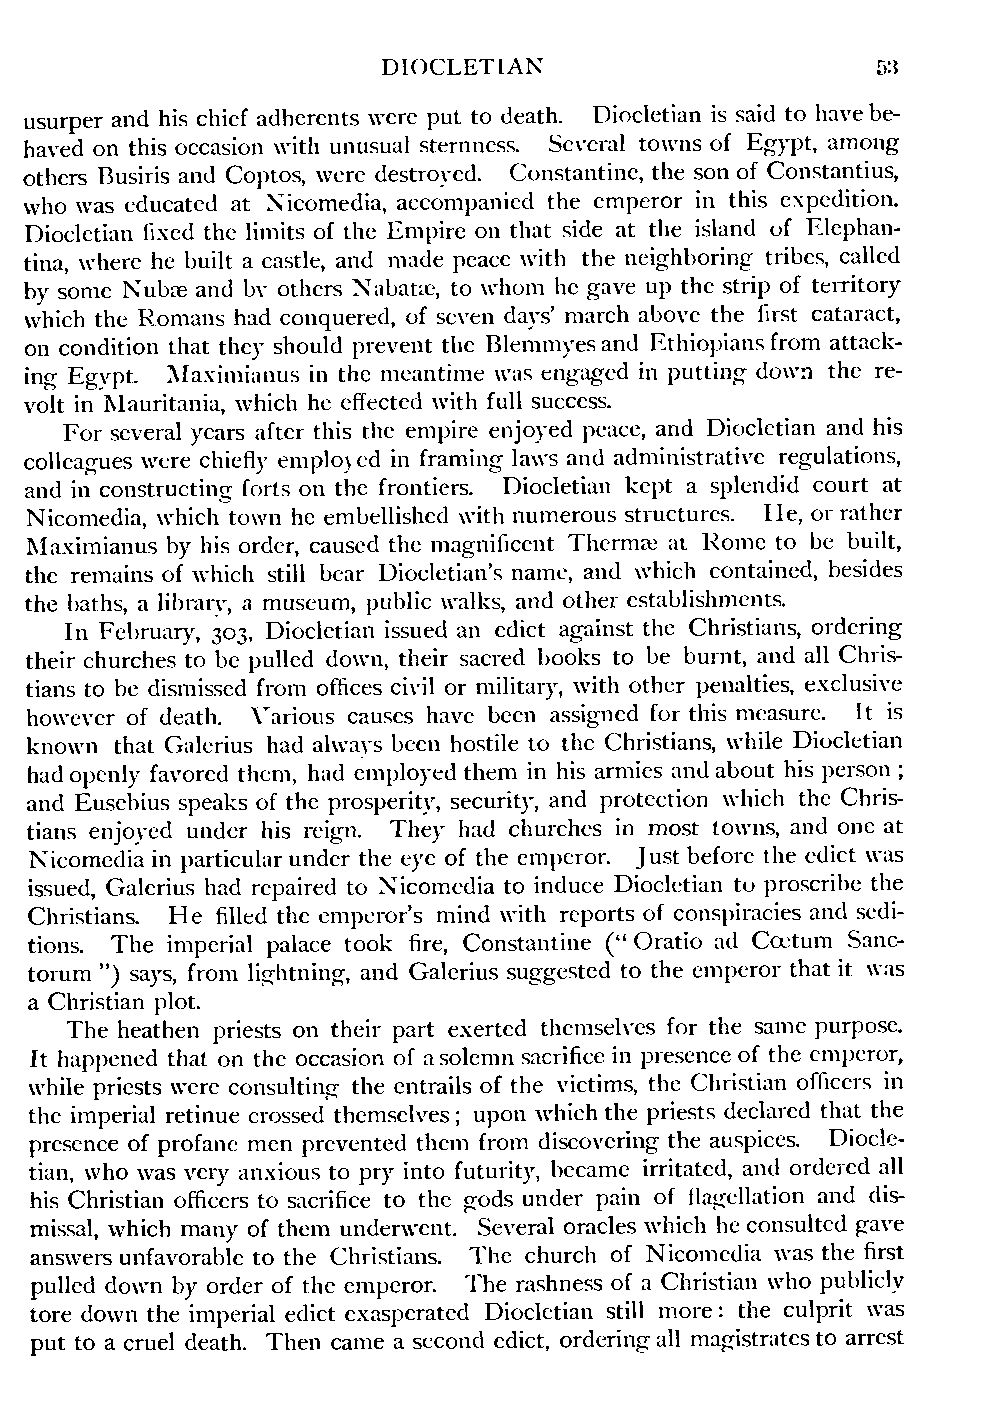 DIOCLETIAN 53
usurper and his chief adherents were put to death. Diocletian is said to have be-
haved on this occasion with unusual sternness. Several towns of Egypt, among
others Busiris and Coptos, were destroyed. Constantine, the son of Constantius,
who was educated at Nicomedia, accompanied the emperor in this expedition.
Diocletian fixed the limits of the Empire on that side at the island of Elephan-
tina, where he built a castle, and made peace with the neighboring tribes, called
by some Nubæ and by others Nabatæ, to whom he gave up the strip of territory
which the Romans had conquered, of seven days' march above the first cataract,
on condition that they should prevent the Blemmyes and Ethiopians from attack-
ing Egypt. Maximianus in the meantime was engaged in putting down the re-
volt in Mauritania, which he effected with full success.
For several years after this the empire enjoyed peace, and Diocletian and his
colleagues were chiefly employed in framing laws and administrative regulations,
and in constructing forts on the frontiers. Diocletian kept a splendid court at
Nicomedia, which town he embellished with numerous structures. He, or rather
Maximianus by his order, caused the magnificent Thermæ at Rome to be built,
the remains of which still bear Diocletian's name, and which contained, besides
the baths, a library, a museum, public walks, and other establishments.
In February, 303, Diocletian issued an edict against the Christians, ordering
their churches to be pulled down, their sacred books to be burnt, and all Chris-
tians to be dismissed from offices civil or military, with other penalties, exclusive
however of death. Various causes have been assigned for this measure. It is
known that Galerius had always been hostile to the Christians, while Diocletian
had openly favored them, had employed them in his armies and about his person;
and Eusebius speaks of the prosperity, security, and protection which the Chris-
tians enjoyed under his reign. They had churches in most towns, and one at
Nicomedia in particular under the eye of the emperor. Just before the edict was
issued, Galerius had repaired to Nicomedia to induce Diocletian to proscribe the
Christians. He filled the emperor's mind with reports of conspiracies and sedi-
tions. The imperial palace took fire, Constantine ("Oratio ad Cœtum Sanc-
torum") says, from lightning, and Galerius suggested to the emperor that it was
a Christian plot.
The heathen priests on their part exerted themselves for the same purpose.
It happened that on the occasion of a solemn sacrifice in presence of the emperor,
while priests were consulting the entrails of the victims, the Christian officers in
the imperial retinue crossed themselves; upon which the priests declared that the
presence of profane men prevented them from discovering the auspices. Diocle-
tian, who was very anxious to pry into futurity, became irritated, and ordered all
his Christian officers to sacrifice to the gods under pain of flagellation and dis-
missal, which many of them underwent. Several oracles which he consulted gave
answers unfavorable to the Christians. The church of Nicomedia was the first
pulled down by order of the emperor. The rashness of a Christian who publicly
tore down the imperial edict exasperated Diocletian still more: the culprit was
put to a cruel death. Then came a second edict, ordering all magistrates to arrest